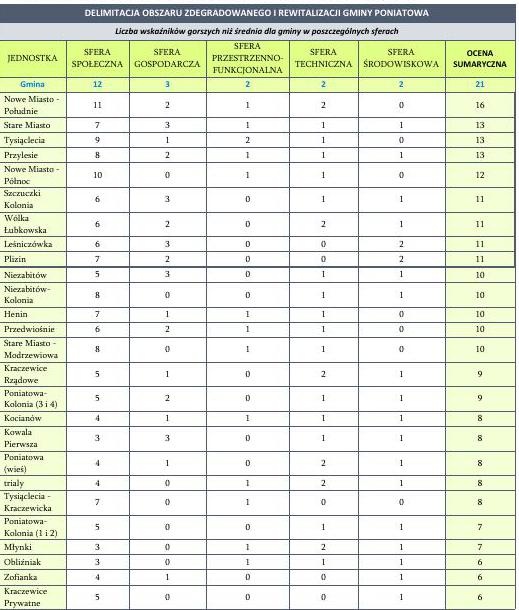 DELIMITACJA OBSZARU ZDEGRADOWANEGO I REWITALIZACJI GMINY PONIATOWA
Liczba wskaźników gorszych niż średnia dla gminy w poszczególnych sferach
JEDNOSTKA SFERA SPOŁECZNA SFERA GOSPODARCZA SFERA PRZESTRZENNO-FUNKCJONALNA SFERA TECHNICZNA SFERA ŚRODOWISKOWA OCENA SUMARYCZNA
Gmina 12 3 2 2 2 21
Nowe Miasto - Południe 11 2 1 2 0 16
Stare Miasto 7 3 1 1 1 13
Tysiąclecia 9 1 2 1 0 13
Przylesie 8 2 1 1 1 13
Nowe Miasto - Północ 10 0 1 1 0 12
Szczuczki Kolonia 6 3 0 1 1 11
Wólka Łubkowska 6 2 0 2 1 11
Leśniczówka 6 3 0 0 2 11
Plizin 7 2 0 0 2 11
Niezabitów 5 3 0 1 1 10
Niezabitów-Kolonia 8 0 0 1 1 10
Henin 7 1 1 1 0 10
Przedwiośnie 6 2 1 1 0 10
Stare Miasto - Modrzewiowa 8 0 1 1 0 10
Kraczewice Rządowe 5 1 0 2 1 9
Poniatowa-Kolonia (3 i 4) 5 2 0 1 1 9
Kocianów 4 1 1 1 1 8
Kowala Pierwsza 3 3 0 1 1 8
Poniatowa (wieś) 4 1 0 2 1 8
trialy 4 0 1 2 1 8
Tysiąclecia - Kraczewicka 7 0 1 0 0 8
Poniatowa-Kolonia (1 i 2) 5 0 0 1 1 7
Młynki 3 0 1 2 1 7
Obliźniak 3 0 1 1 1 6
Zofianka 4 1 0 0 1 6
Kraczewice Prywatne 5 0 0 0 1 6